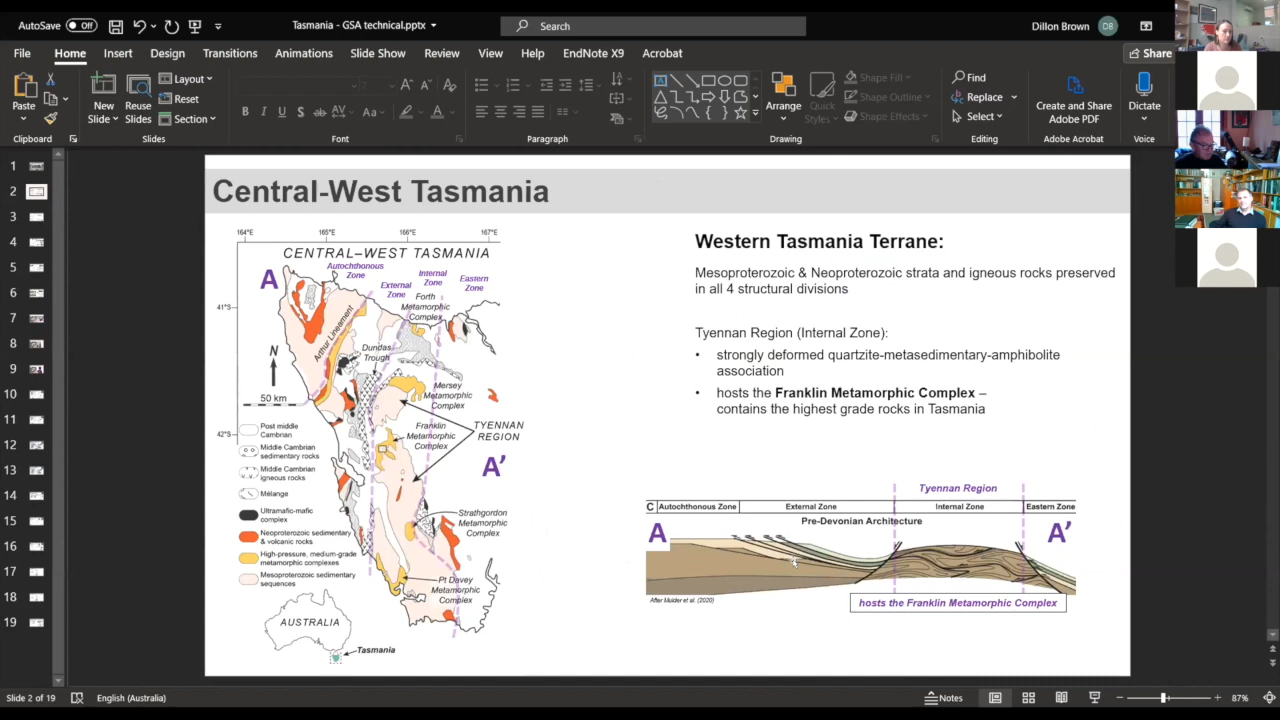 AutoSave Off
Tasmania - GSA technical.pptx
Search
Dillon Brown DB
File Home Insert Design Transitions Animations Slide Show Review View Help EndNote X9 Acrobat Share
Paste
Clipboard
New Slide
Reuse Slides
Layout
Reset
Section
Slides
B I U S ab AV Aa A
Font
Paragraph
Arrange
Quick Styles
Shape Fill
Shape Outline
Shape Effects
Drawing
Find
Replace
Select
Editing
Create and Share Adobe PDF
Adobe Acrobat
Dictate
Voice
1
2
3
4
5
6
7
8
9
10
11
12
13
14
15
16
17
18
19
Central-West Tasmania
164°E 165°E 166°E 167°E
CENTRAL–WEST TASMANIA
A
Autochthonous Zone
External Zone
Internal Zone
Eastern Zone
Forth Metamorphic Complex
41°S
Arthur Lineament
Dundas Trough
N
50 km
Mersey Metamorphic Complex
42°S
Franklin Metamorphic Complex
TYENNAN REGION
A’
Post middle Cambrian
Middle Cambrian sedimentary rocks
Middle Cambrian igneous rocks
Mélange
Ultramafic-mafic complex
Neoproterozoic sedimentary & volcanic rocks
High-pressure, medium-grade metamorphic complexes
Mesoproterozoic sedimentary sequences
Strathgordon Metamorphic Complex
Pt Davey Metamorphic Complex
AUSTRALIA
Tasmania
Western Tasmania Terrane:
Mesoproterozoic & Neoproterozoic strata and igneous rocks preserved
in all 4 structural divisions
Tyennan Region (Internal Zone):
• strongly deformed quartzite-metasedimentary-amphibolite
association
• hosts the Franklin Metamorphic Complex –
contains the highest grade rocks in Tasmania
Tyennan Region
C Autochthonous Zone External Zone Internal Zone Eastern Zone
Pre-Devonian Architecture
A A’
After Mulder et al. (2020)
hosts the Franklin Metamorphic Complex
Slide 2 of 19 English (Australia) Notes 87%